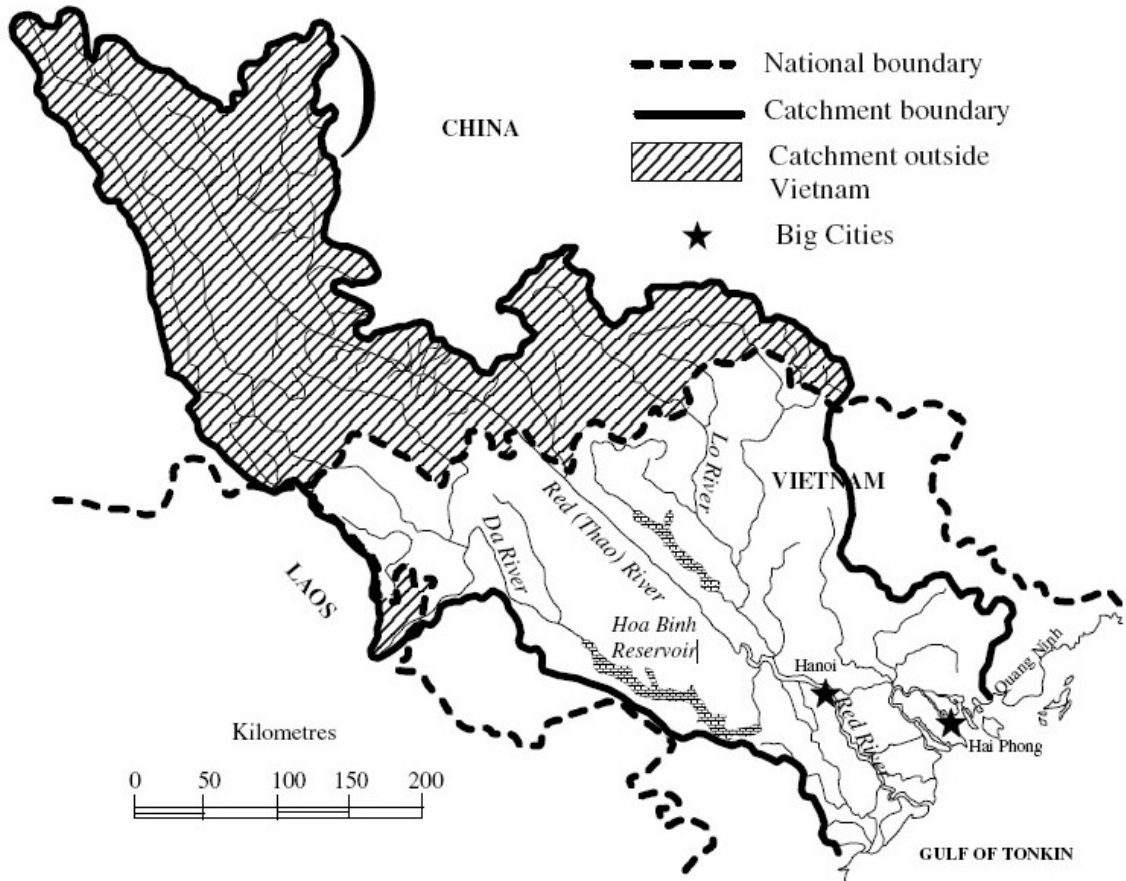 National boundary
CHINA
Catchment boundary
Catchment outside
Vietnam
Big Cities
Lo River
VIETNAM
Red (Thao) River
Da River
LAOS
Hoa Binh
Reservoir
Hanoi
Quang Ninh
Red River
Hai Phong
Kilometres
0 50 100 150 200
GULF OF TONKIN